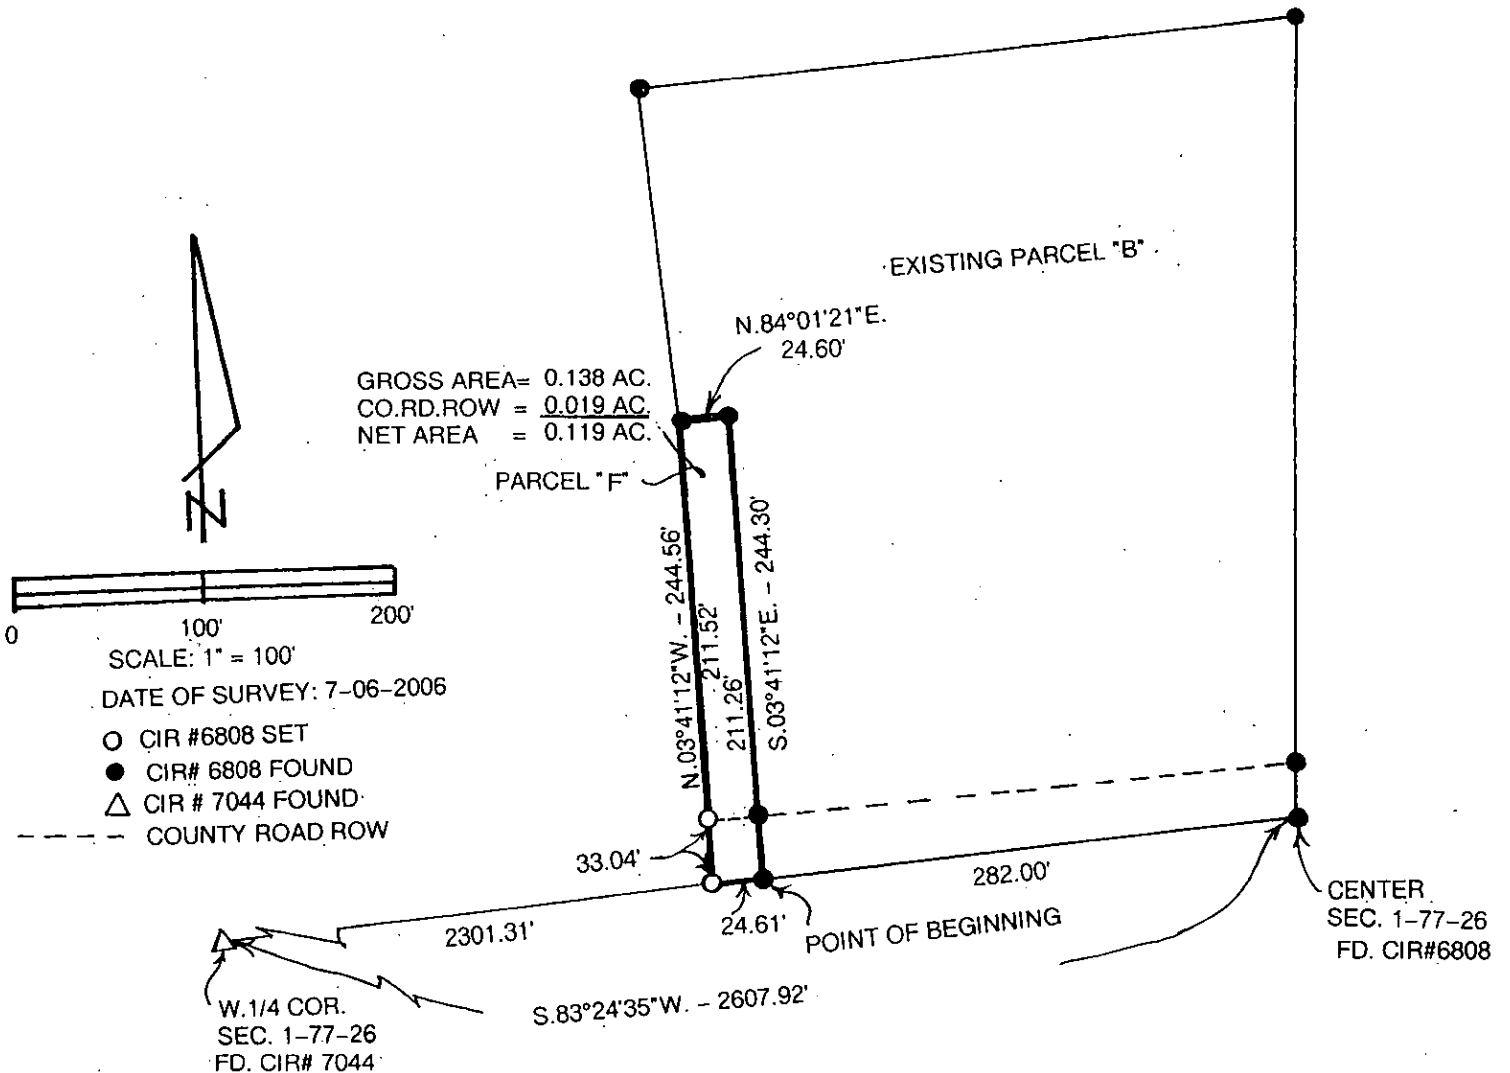 EXISTING PARCEL "B"
N.84°01'21"E.
24.60'
GROSS AREA= 0.138 AC.
CO.RD.ROW = 0.019 AC.
NET AREA = 0.119 AC.
PARCEL "F"
N.03°41'12"W. - 244.56'
211.52'
211.26'
S.03°41'12"E. - 244.30'
N
0
100'
200'
SCALE: 1" = 100'
DATE OF SURVEY: 7-06-2006
CIR #6808 SET
CIR# 6808 FOUND
CIR # 7044 FOUND
COUNTY ROAD ROW
33.04'
282.00'
24.61'
2301.31'
POINT OF BEGINNING
CENTER
SEC. 1-77-26
FD. CIR#6808
W.1/4 COR.
SEC. 1-77-26
FD. CIR# 7044
S.83°24'35"W. - 2607.92'